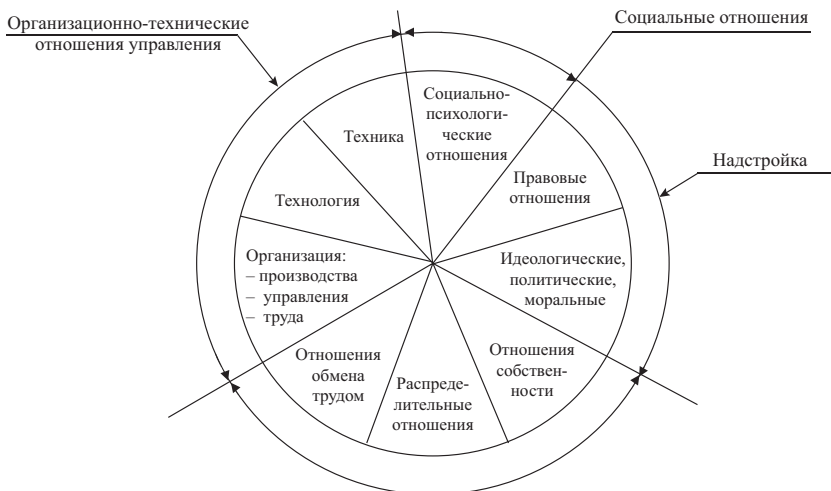 Организационно-технические
отношения управления
Социальные отношения
Надстройка
Социально-
психологи-
ческие
отношения
Техника
Правовые
отношения
Технология
Организация:
– производства
– управления
– труда
Идеологические,
политические,
моральные
Отношения
обмена
трудом
Распреде-
лительные
отношения
Отношения
собствен-
ности